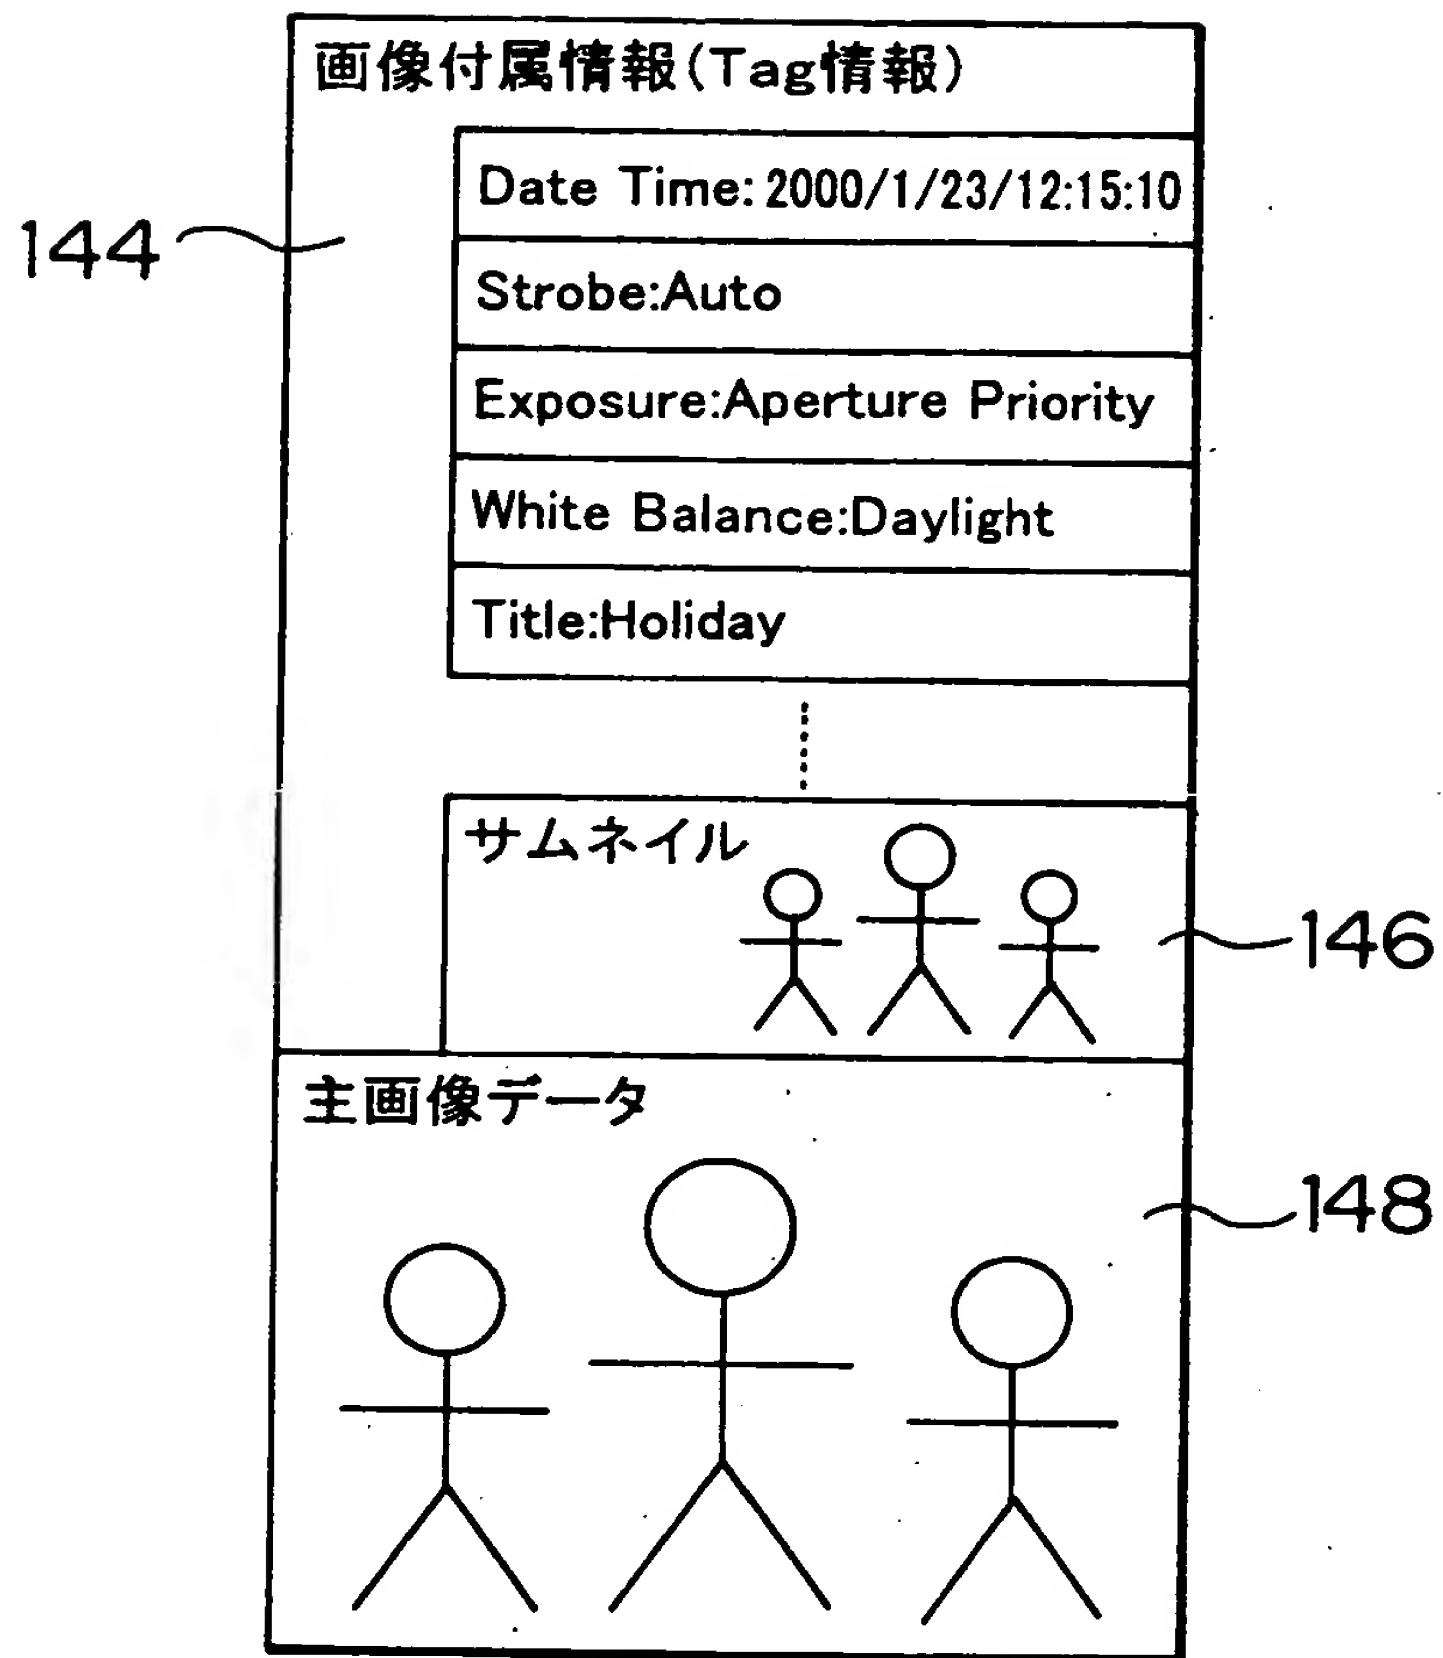 画像付属情報(Tag情報)
Date Time: 2000/1/23/12:15:10
144
Strobe:Auto
Exposure:Aperture Priority
White Balance:Daylight
Title:Holiday
サムネイル
146
主画像データ
148